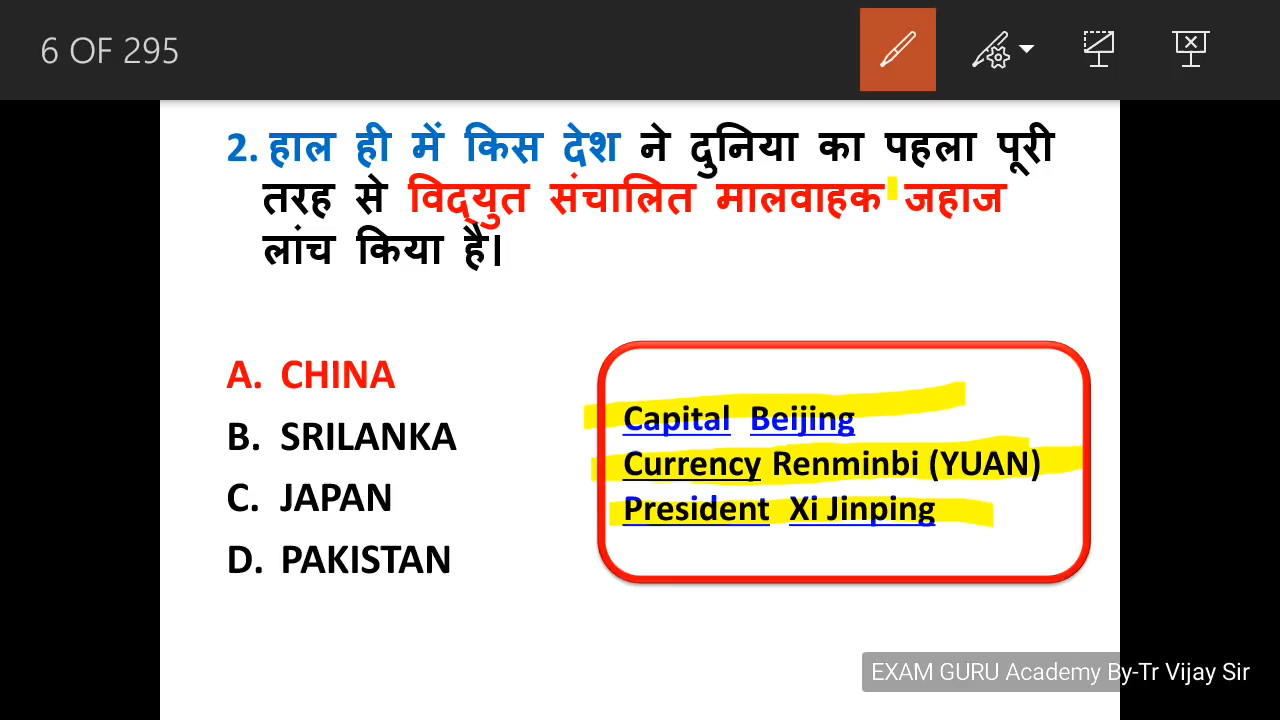 6 OF 295
2. हाल ही में किस देश ने दुनिया का पहला पूरी
तरह से विद्युत संचालित मालवाहक जहाज
लांच किया है।
A. CHINA
B. SRILANKA
C. JAPAN
D. PAKISTAN
Capital Beijing
Currency Renminbi (YUAN)
President Xi Jinping
EXAM GURU Academy By-Tr Vijay Sir